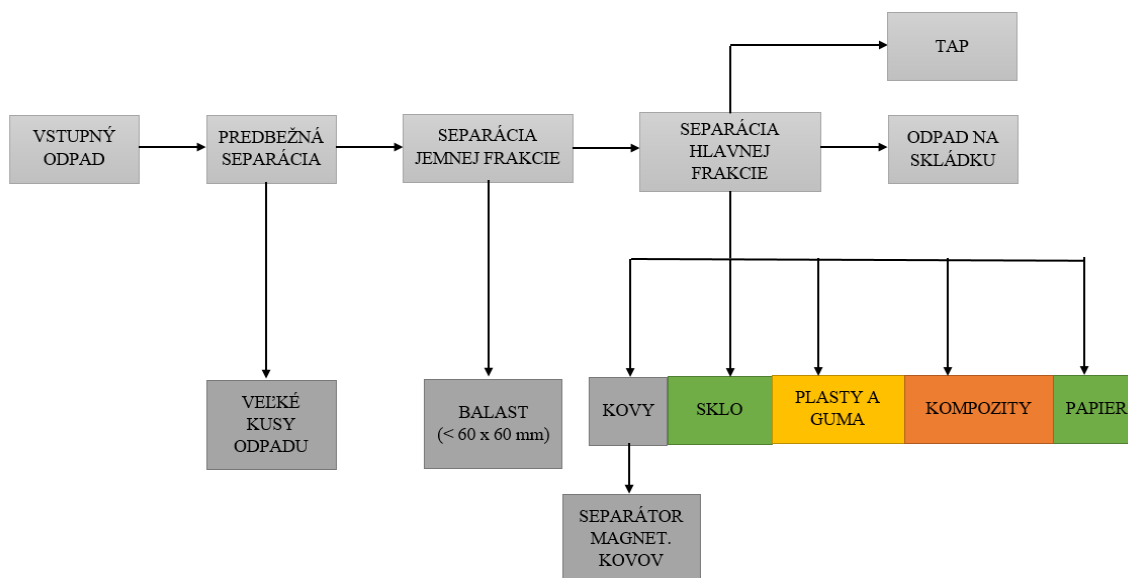 TAP
VSTUPNÝ
ODPAD
PREDBEŽNÁ
SEPARÁCIA
SEPARÁCIA
JEMNEJ FRAKCIE
SEPARÁCIA
HLAVNEJ
FRAKCIE
ODPAD NA
SKLÁDKU
VEĽKÉ
KUSY
ODPADU
BALAST
(< 60 x 60 mm)
KOVY
SKLO
PLASTY A
GUMA
KOMPOZITY
PAPIER
SEPARÁTOR
MAGNET.
KOVOV